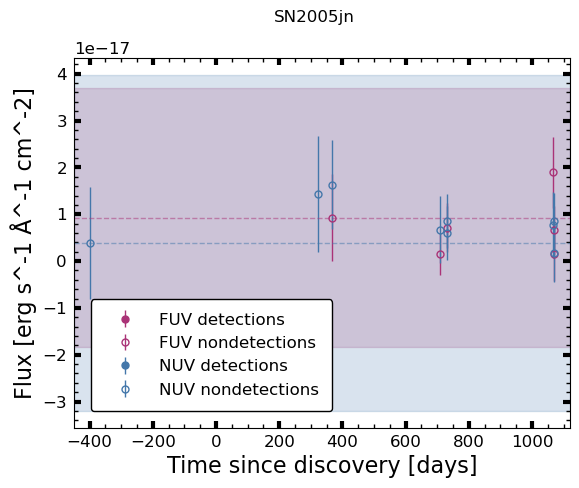 SN2005jn
1e−17
4
3
2
1
0
−1
−2
−3
Flux [erg s^-1 Å^-1 cm^-2]
FUV detections
FUV nondetections
NUV detections
NUV nondetections
−400 −200 0 200 400 600 800 1000
Time since discovery [days]